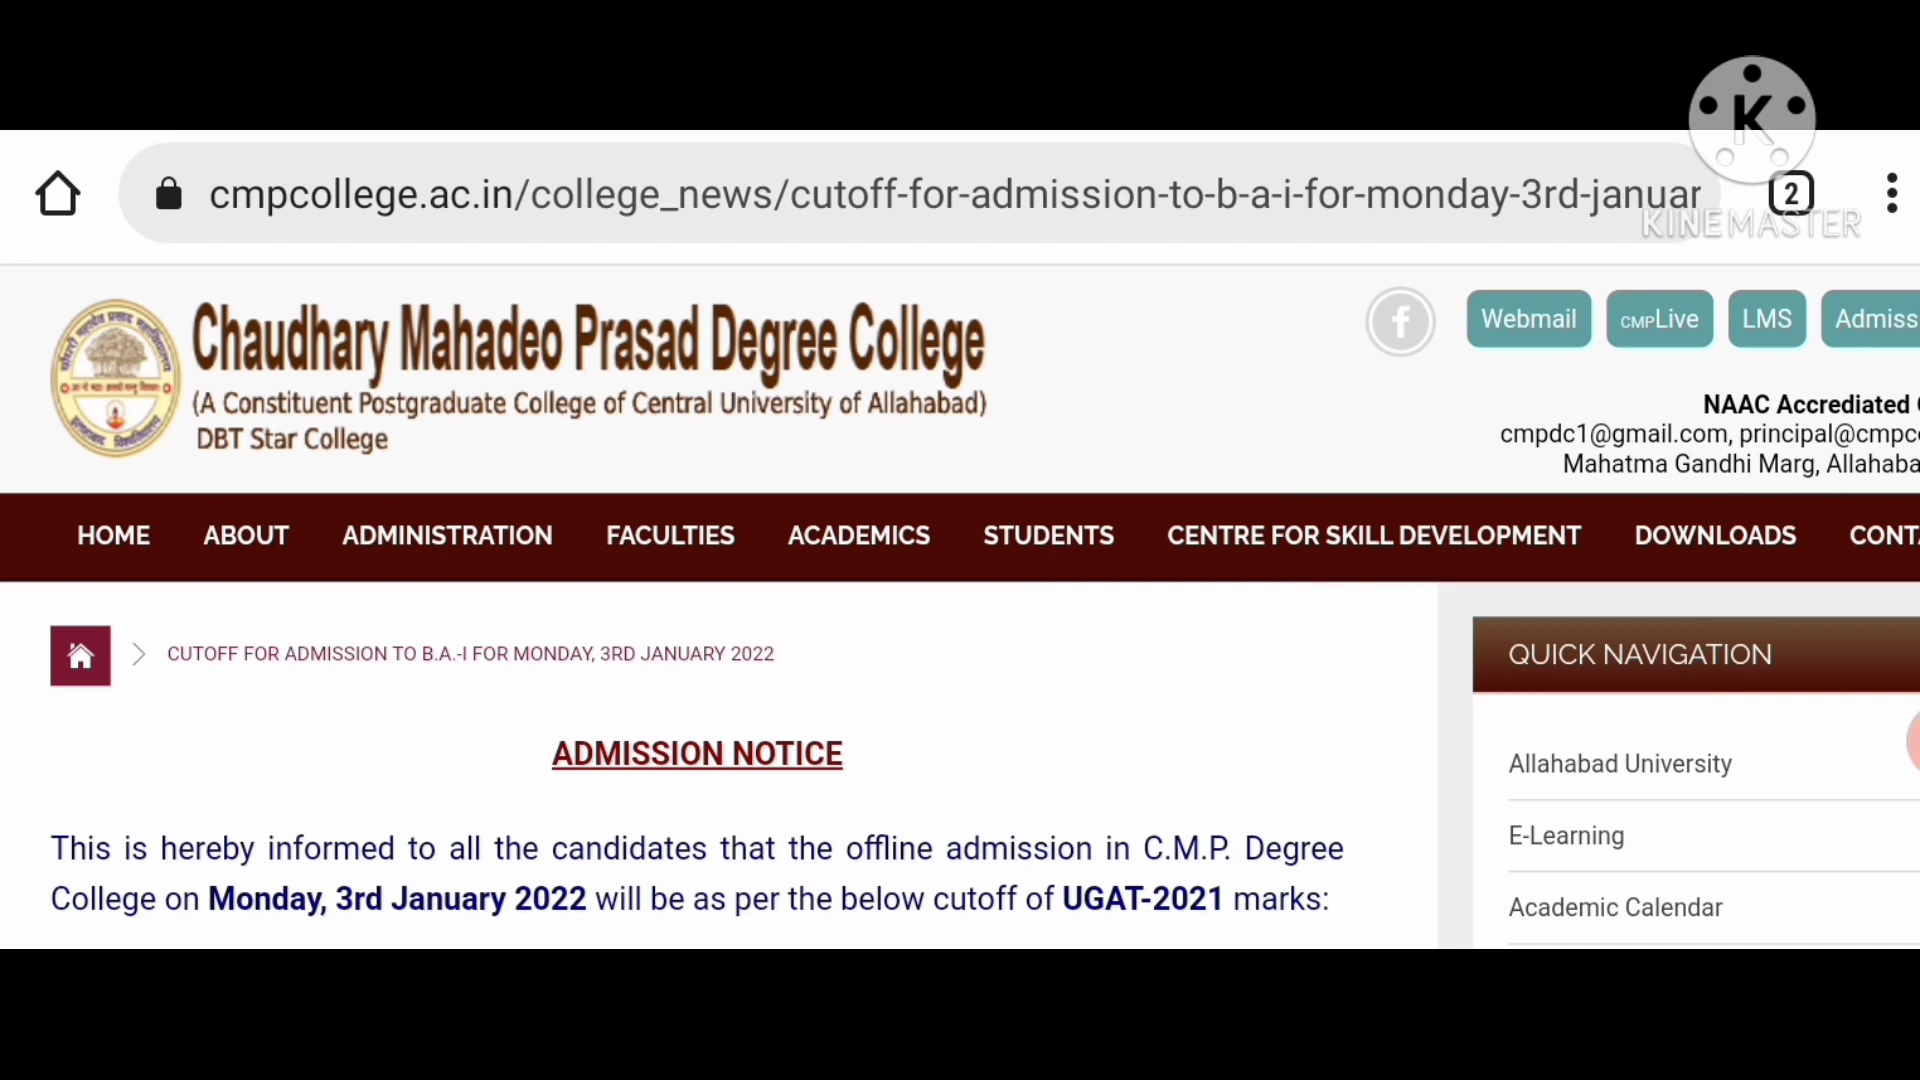 K
KINEMASTER
cmpcollege.ac.in/college_news/cutoff-for-admission-to-b-a-i-for-monday-3rd-januar
2
Chaudhary Mahadeo Prasad Degree College
(A Constituent Postgraduate College of Central University of Allahabad)
DBT Star College
f
Webmail
CMPLive
LMS
Admiss
NAAC Accredited
cmpdc1@gmail.com, principal@cmpc
Mahatma Gandhi Marg, Allahaba
HOME ABOUT ADMINISTRATION FACULTIES ACADEMICS STUDENTS CENTRE FOR SKILL DEVELOPMENT DOWNLOADS CONT
CUTOFF FOR ADMISSION TO B.A.-I FOR MONDAY, 3RD JANUARY 2022
ADMISSION NOTICE
This is hereby informed to all the candidates that the offline admission in C.M.P. Degree
College on Monday, 3rd January 2022 will be as per the below cutoff of UGAT-2021 marks:
QUICK NAVIGATION
Allahabad University
E-Learning
Academic Calendar